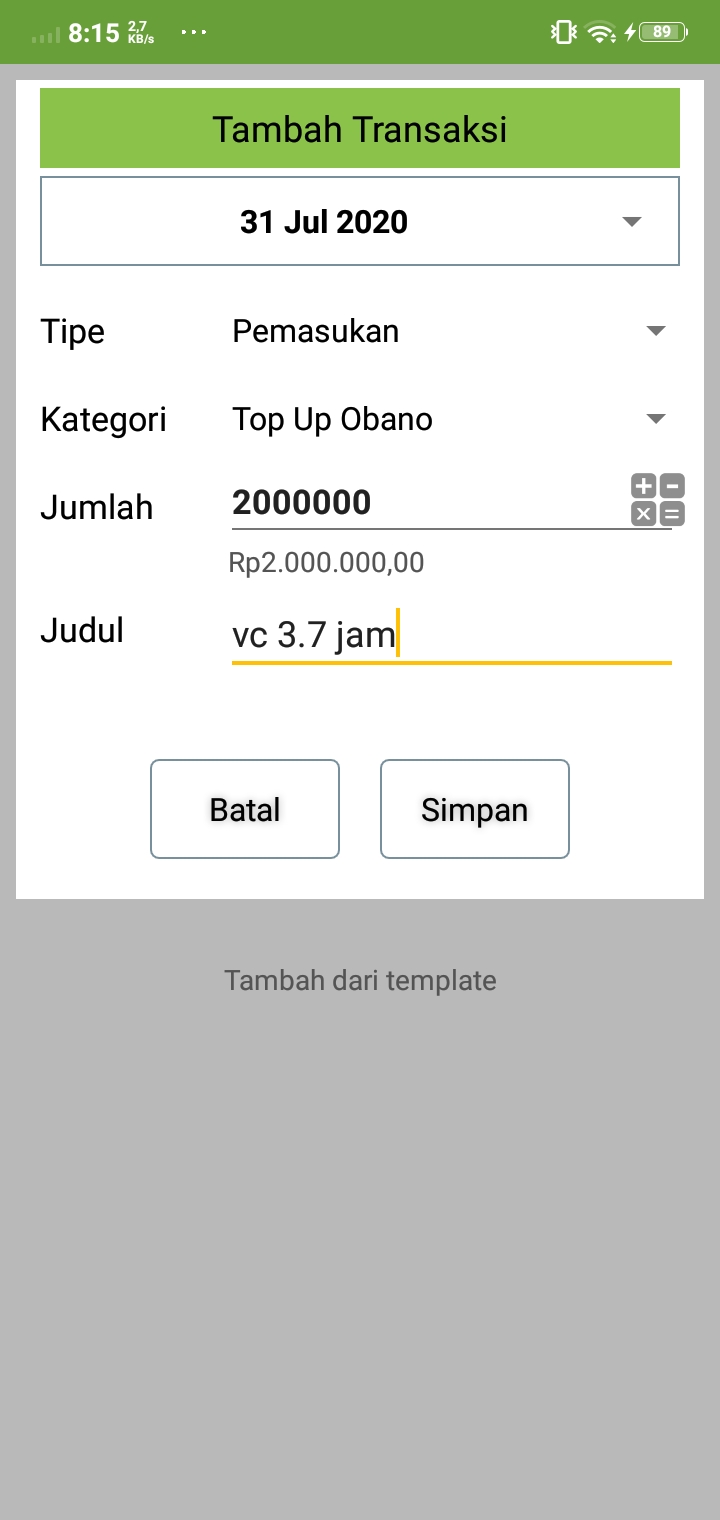 8:15 2,7 KB/s ... 89
Tambah Transaksi
31 Jul 2020
Tipe Pemasukan
Kategori Top Up Obano
Jumlah 2000000
Rp2.000.000,00
Judul vc 3.7 jam
Batal Simpan
Tambah dari template